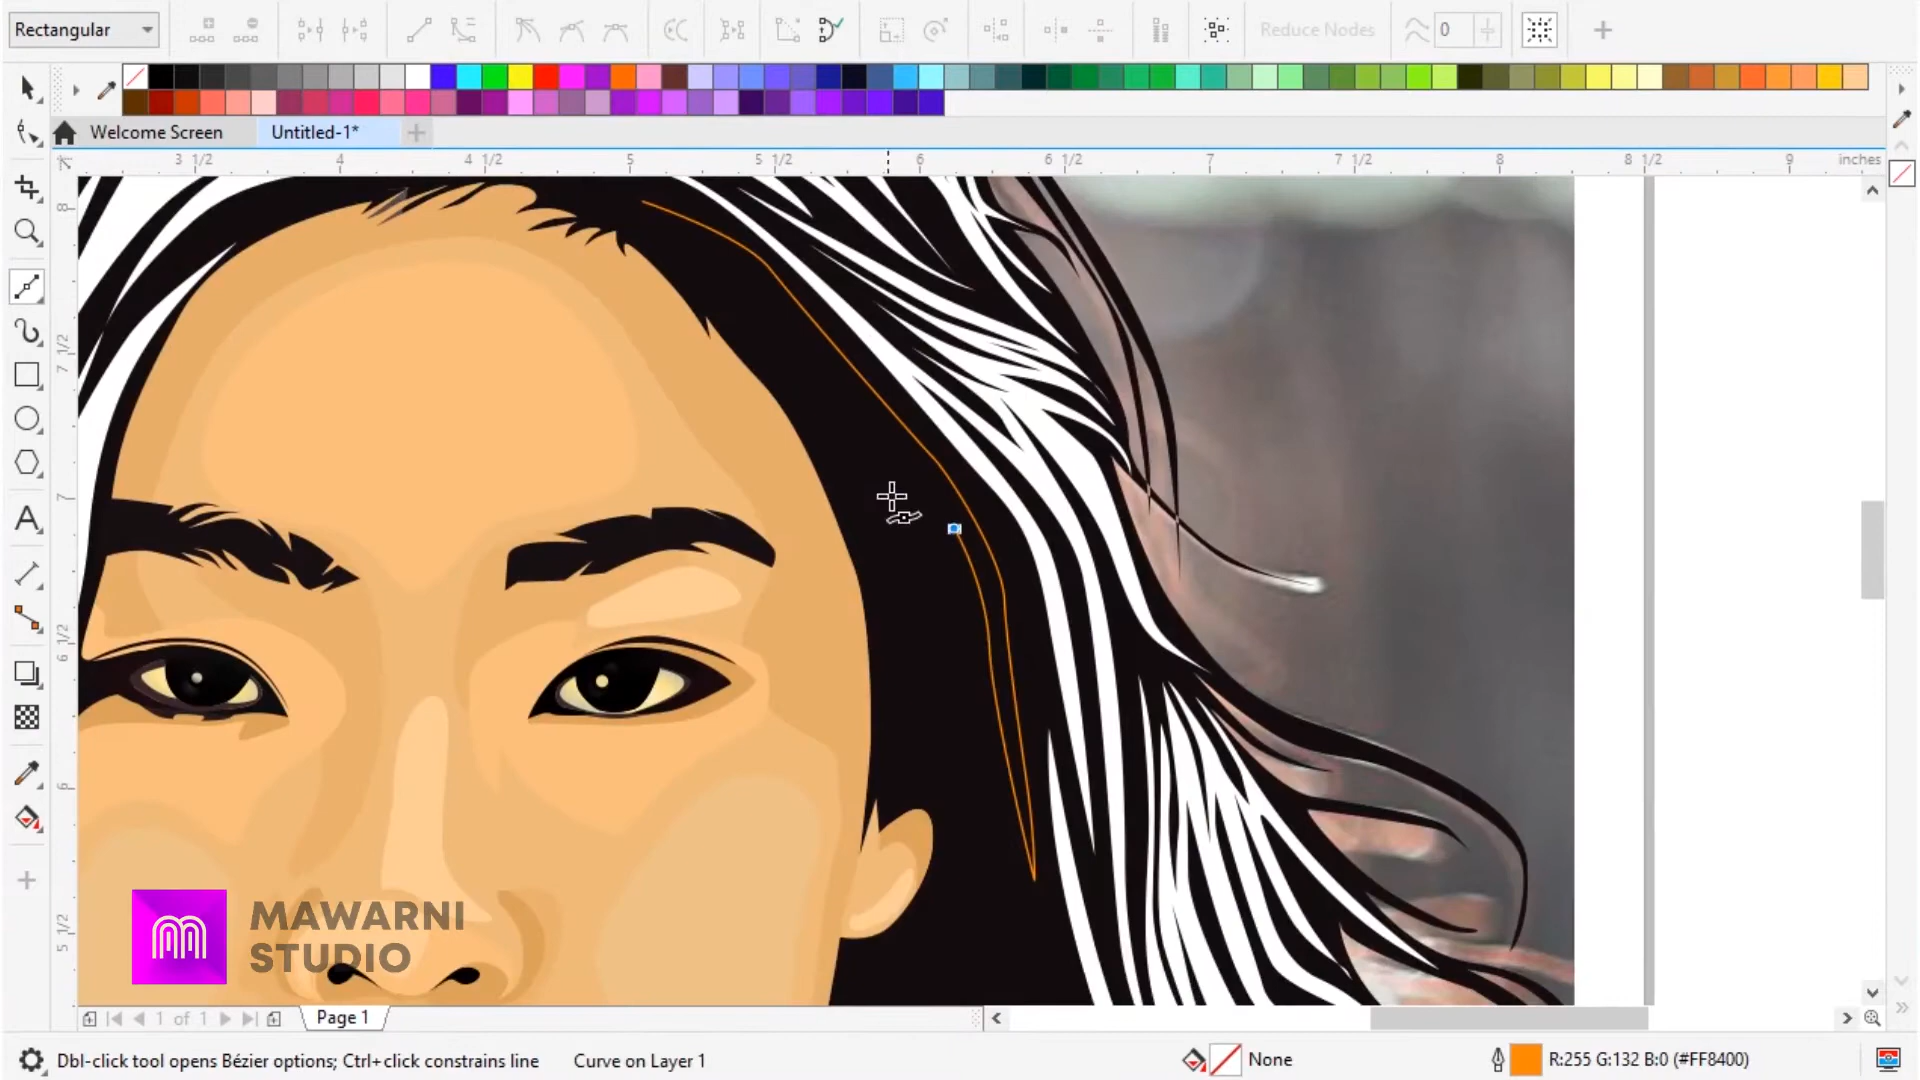 Rectangular
Reduce Nodes
0
Welcome Screen
Untitled-1*
3 1/2
4
4 1/2
5
5 1/2
6
6 1/2
7
7 1/2
8
8 1/2
9
inches
8
7 1/2
7
6 1/2
6
5 1/2
A
MAWARNI
STUDIO
1 of 1
Page 1
Dbl-click tool opens Bézier options; Ctrl+click constrains line
Curve on Layer 1
None
R:255 G:132 B:0 (#FF8400)